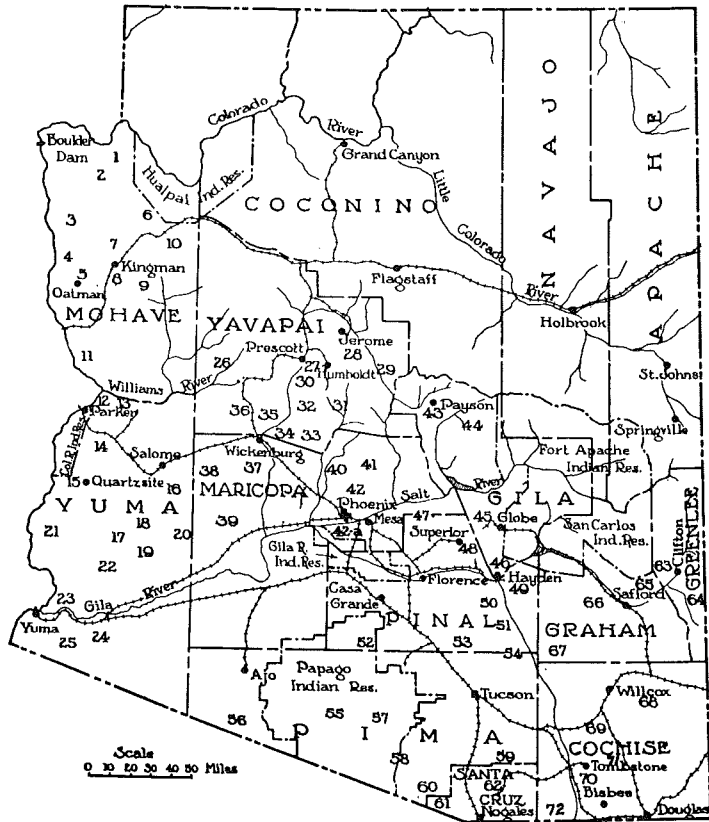 Boulder
Dam
1
2
Hualpai Ind. Res.
Colorado
River
Grand Canyon
Little
Colorado
River
COCONINO
NAVAJO
APACHE
3
6
7
10
4
5
Kingman
8
9
Oatman
MOHAVE
YAVAPAI
Flagstaff
Holbrook
11
26
Prescott
Jerome
28
27
Humboldt
29
30
St. Johns
Williams
River
12
13
Parker
36
35
32
31
43
Payson
44
Springville
Col. R. Ind. Res.
14
34
33
Wickenburg
Salome
38
37
40
41
Fort Apache
Indian Res.
15
Quartzsite
16
MARICOPA
42
Salt
River
GILA
YUMA
Phoenix
21
18
17
20
39
42-a
Mesa
47
Superior
45
Globe
San Carlos
Ind. Res.
19
22
Gila R.
Ind. Res.
48
Clifton
GREENLEE
63
46
Hayden
49
65
64
Florence
Casa
Grande
66
Safford
23
Gila
River
Yuma
25
24
50
PINAL
51
52
53
54
GRAHAM
67
Ajo
Papago
Indian Res.
Tucson
Willcox
68
56
55
57
69
PIMA
58
59
COCHISE
71
Tombstone
70
SANTA
CRUZ
62
60
61
Nogales
72
Bisbee
Douglas
Scale
0 10 20 30 40 50 Miles